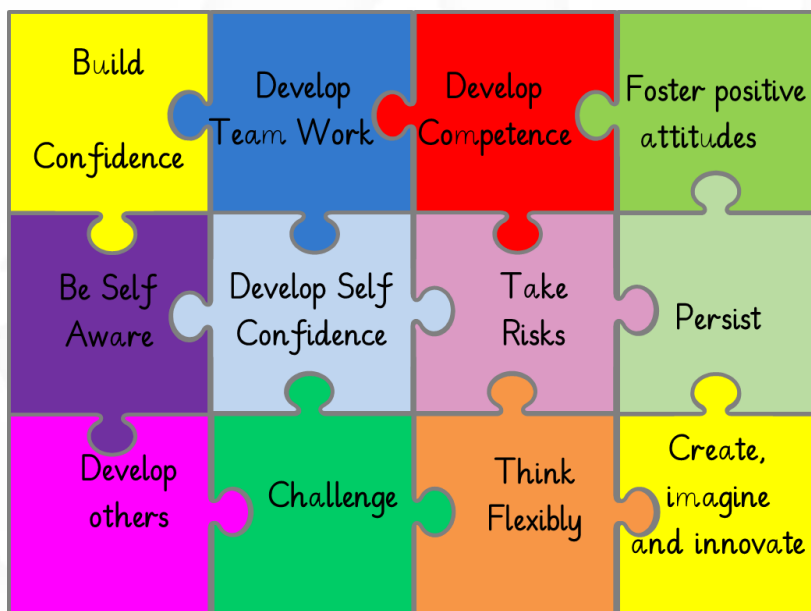 Build
Confidence
Develop
Team Work
Develop
Competence
Foster positive
attitudes
Be Self
Aware
Develop Self
Confidence
Take
Risks
Persist
Develop
others
Challenge
Think
Flexibly
Create,
imagine
and innovate